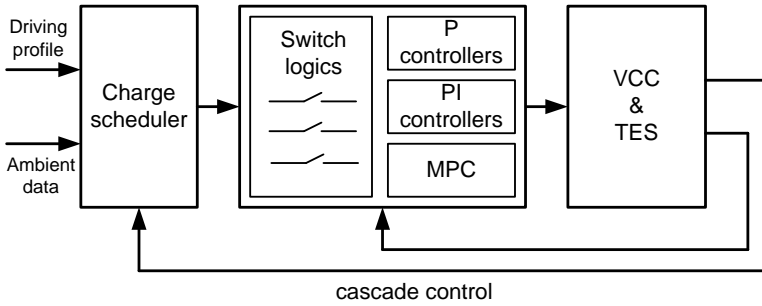 Driving
profile
Ambient
data
Charge
scheduler
Switch
logics
P
controllers
PI
controllers
MPC
VCC
&
TES
cascade control